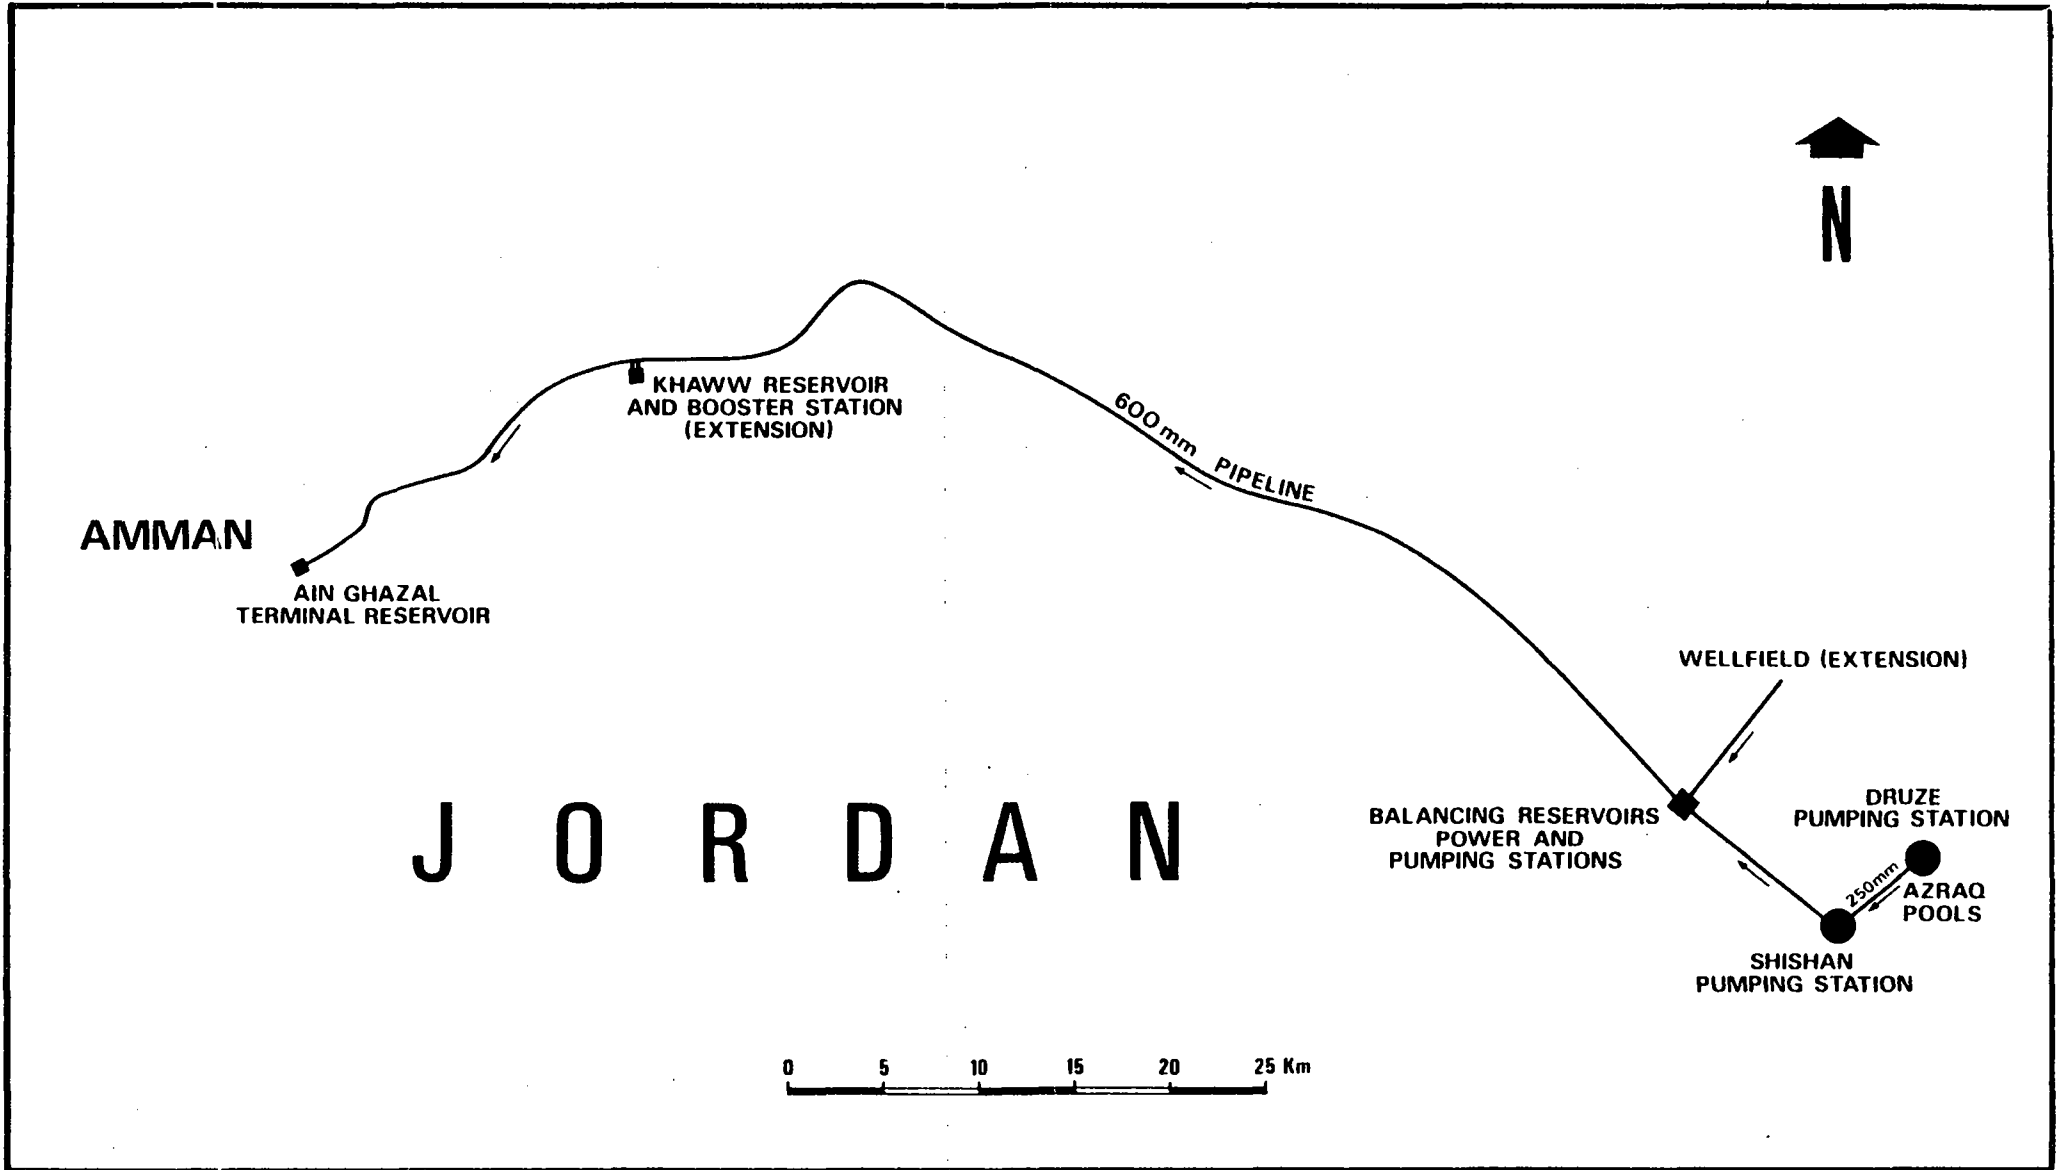 N
KHAWW RESERVOIR
AND BOOSTER STATION
(EXTENSION)
600mm PIPELINE
AMMAN
AIN GHAZAL
TERMINAL RESERVOIR
WELLFIELD (EXTENSION)
BALANCING RESERVOIRS
POWER AND
PUMPING STATIONS
DRUZE
PUMPING STATION
250mm
AZRAQ
POOLS
SHISHAN
PUMPING STATION
JORDAN
0 5 10 15 20 25 Km